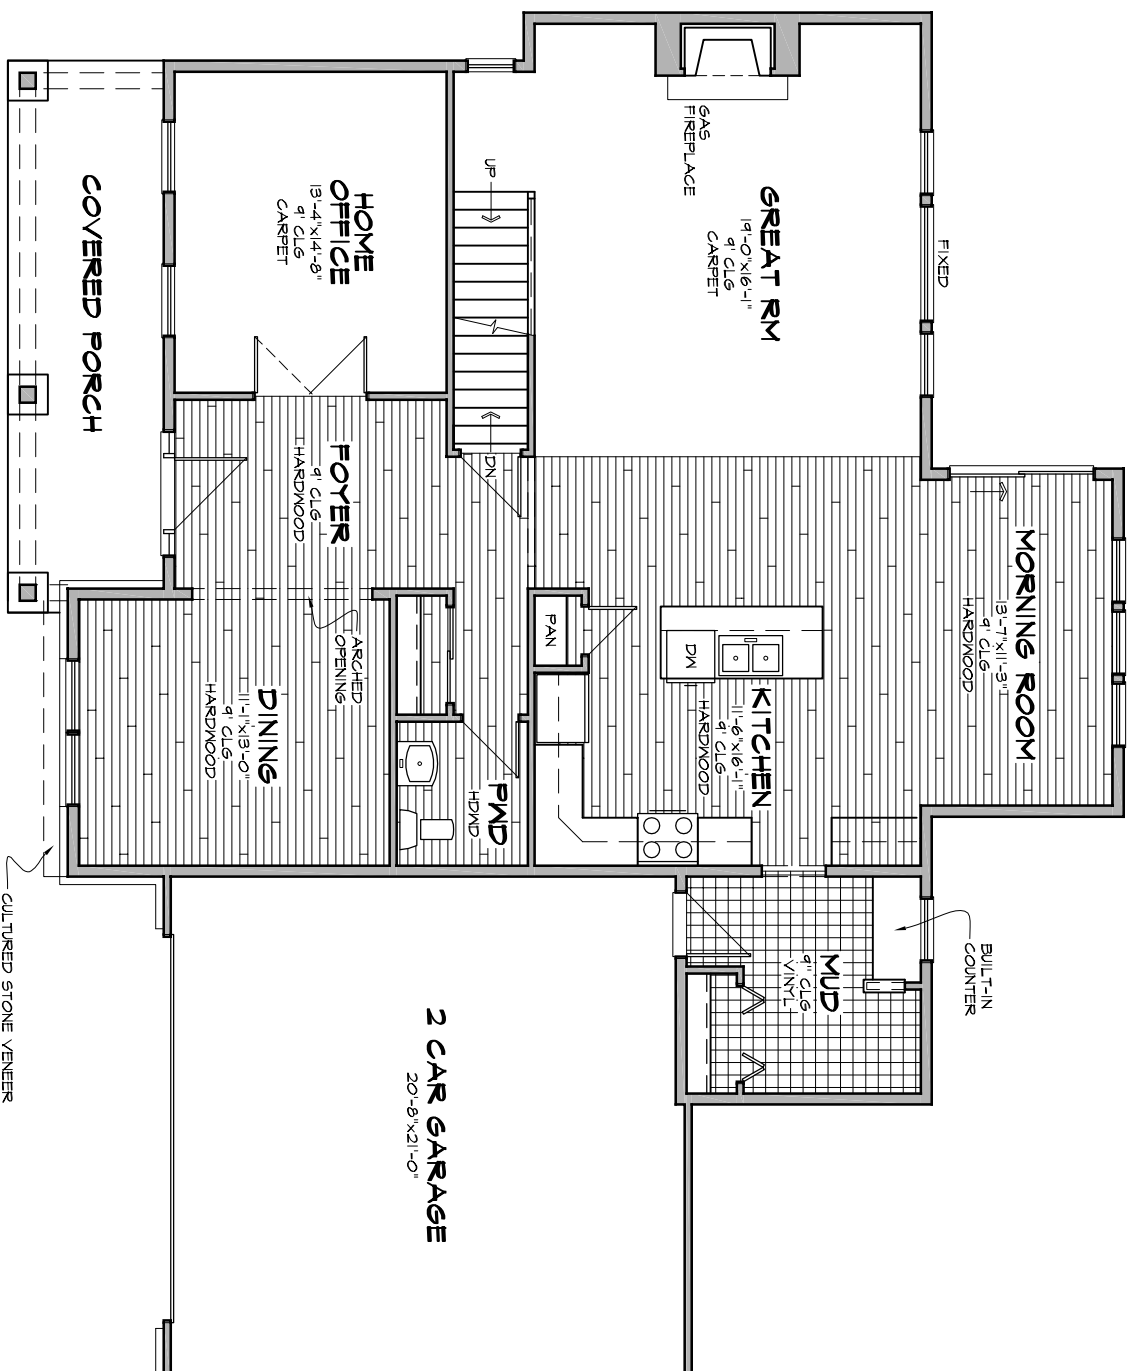 MORNING ROOM
13'-7"x11'-3"
9' CLG
HARDWOOD
BUILT-IN
COUNTER
FIXED
GREAT RM
19'-0"x16'-1"
9' CLG
CARPET
GAS
FIREPLACE
KITCHEN
11'-6"x16'-1"
9' CLG
HARDWOOD
DW
PAN
MUD
9' CLG
VINYL
UP
DN
PWD
HDWD
HOME
OFFICE
13'-4"x14'-8"
9' CLG
CARPET
FOYER
9' CLG
HARDWOOD
ARCHED
OPENING
DINING
11'-1"x13'-0"
9' CLG
HARDWOOD
2 CAR GARAGE
20'-8"x21'-0"
COVERED PORCH
CULTURED STONE VENEER